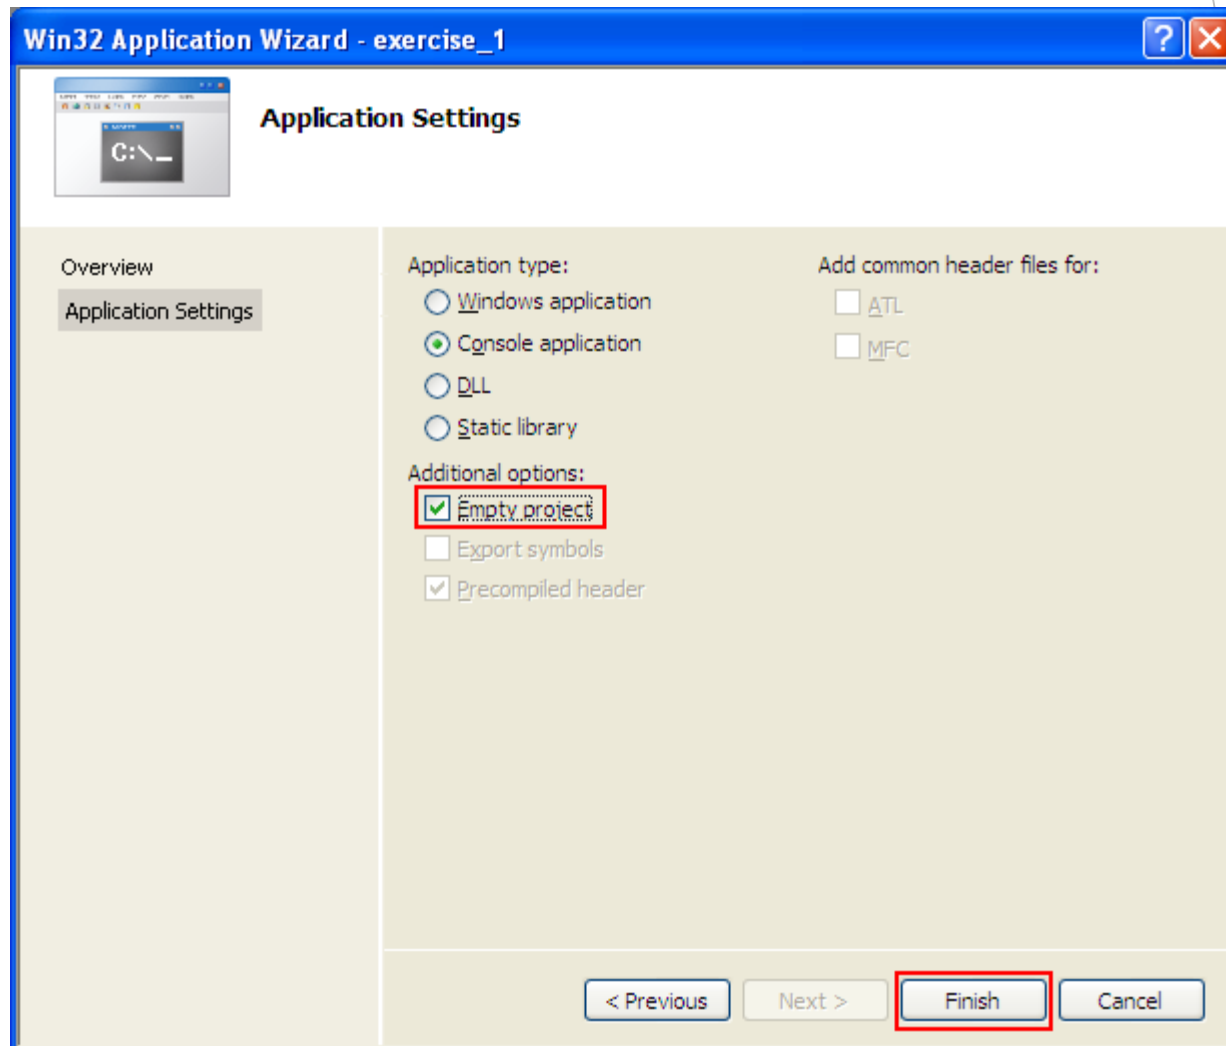 Win32 Application Wizard - exercise_1
C:\_
Application Settings
Overview
Application Settings
Application type:
Windows application
Console application
DLL
Static library
Additional options:
Empty project
Export symbols
Precompiled header
Add common header files for:
ATL
MFC
< Previous
Next >
Finish
Cancel